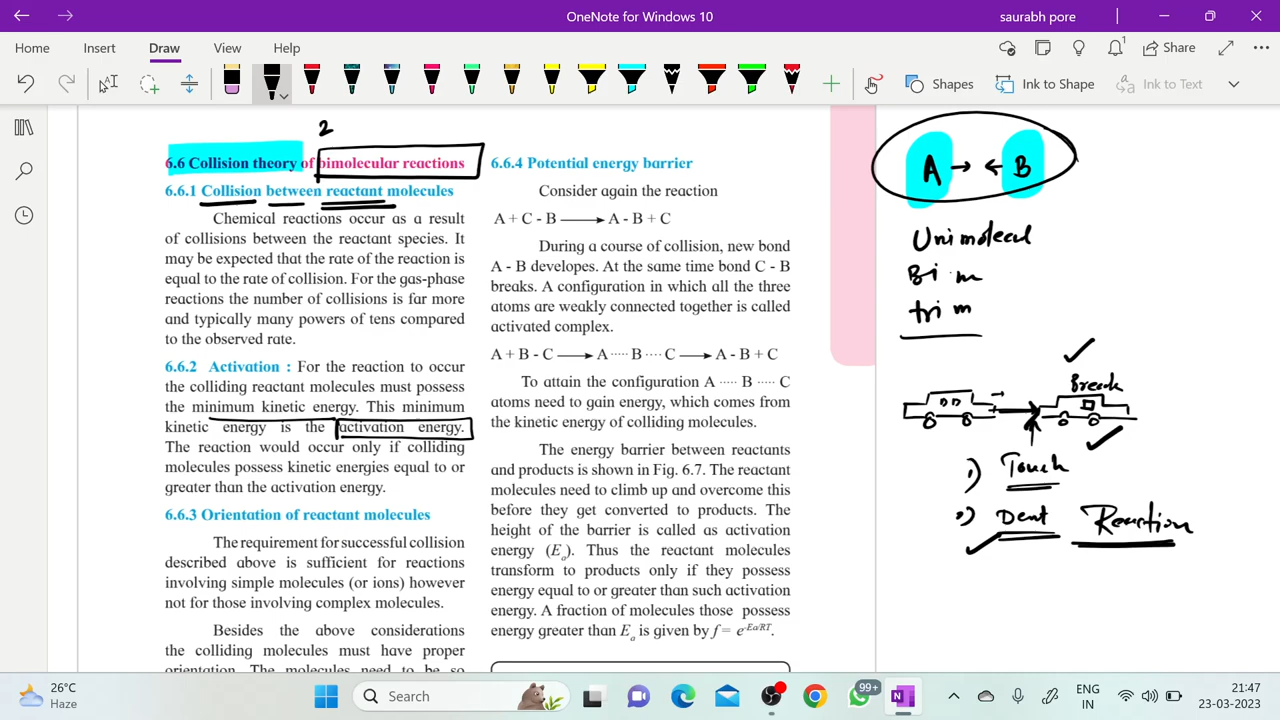 OneNote for Windows 10
saurabh pore
Home Insert Draw View Help
Share
Shapes
Ink to Shape
Ink to Text
2
6.6 Collision theory of bimolecular reactions
6.6.1 Collision between reactant molecules
Chemical reactions occur as a result
of collisions between the reactant species. It
may be expected that the rate of the reaction is
equal to the rate of collision. For the gas-phase
reactions the number of collisions is far more
and typically many powers of tens compared
to the observed rate.
6.6.2 Activation : For the reaction to occur
the colliding reactant molecules must possess
the minimum kinetic energy. This minimum
kinetic energy is the activation energy.
The reaction would occur only if colliding
molecules possess kinetic energies equal to or
greater than the activation energy.
6.6.3 Orientation of reactant molecules
The requirement for successful collision
described above is sufficient for reactions
involving simple molecules (or ions) however
not for those involving complex molecules.
Besides the above considerations
the colliding molecules must have proper
orientation. The molecules need to be so
6.6.4 Potential energy barrier
Consider again the reaction
A + C - B ⟶ A - B + C
During a course of collision, new bond
A - B developes. At the same time bond C - B
breaks. A configuration in which all the three
atoms are weakly connected together is called
activated complex.
A + B - C ⟶ A ····· B ····· C ⟶ A - B + C
To attain the configuration A ····· B ····· C
atoms need to gain energy, which comes from
the kinetic energy of colliding molecules.
The energy barrier between reactants
and products is shown in Fig. 6.7. The reactant
molecules need to climb up and overcome this
before they get converted to products. The
height of the barrier is called as activation
energy (Ea). Thus the reactant molecules
transform to products only if they possess
energy equal to or greater than such activation
energy. A fraction of molecules those possess
energy greater than Ea is given by f = e-Ea/RT.
A → ← B
Unimolecul
Bi m
tri m
Break
1) Touch
2) Dent Reaction
26°C
Haze
Search
99+
ENG
IN
21:47
23-03-2023